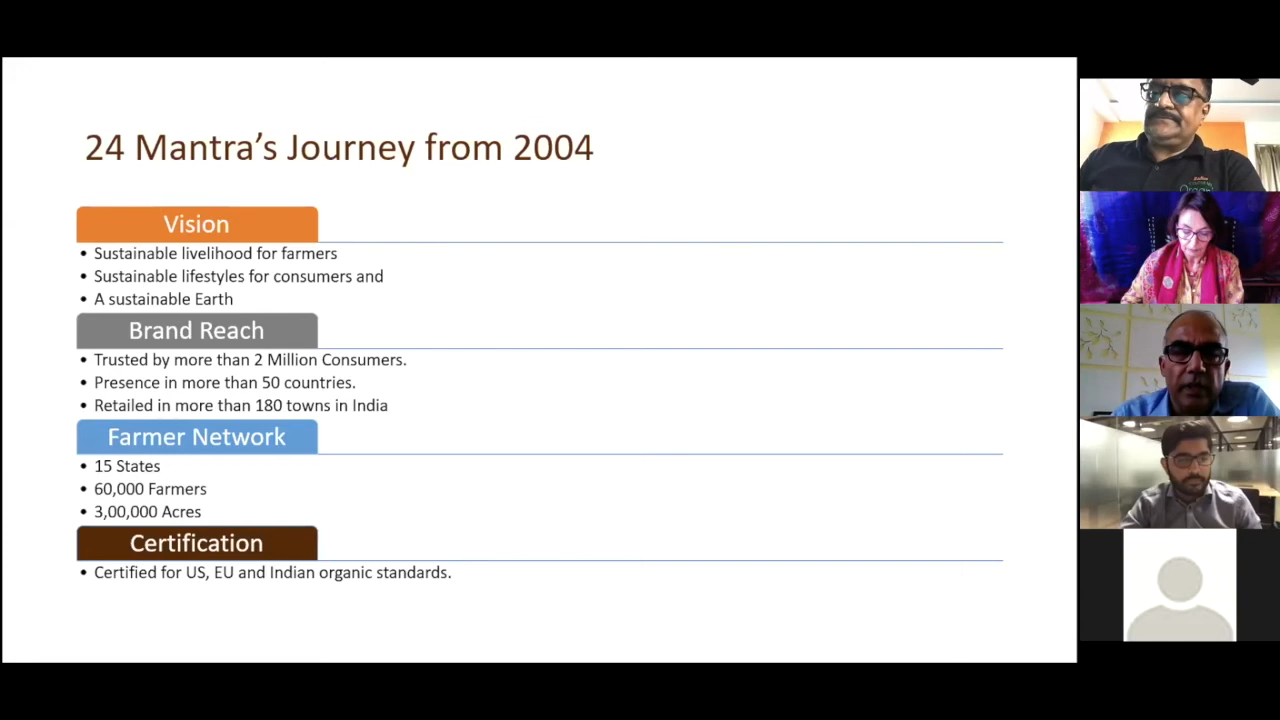 24 Mantra's Journey from 2004
Vision
• Sustainable livelihood for farmers
• Sustainable lifestyles for consumers and
• A sustainable Earth
Brand Reach
• Trusted by more than 2 Million Consumers.
• Presence in more than 50 countries.
• Retailed in more than 180 towns in India
Farmer Network
• 15 States
• 60,000 Farmers
• 3,00,000 Acres
Certification
• Certified for US, EU and Indian organic standards.